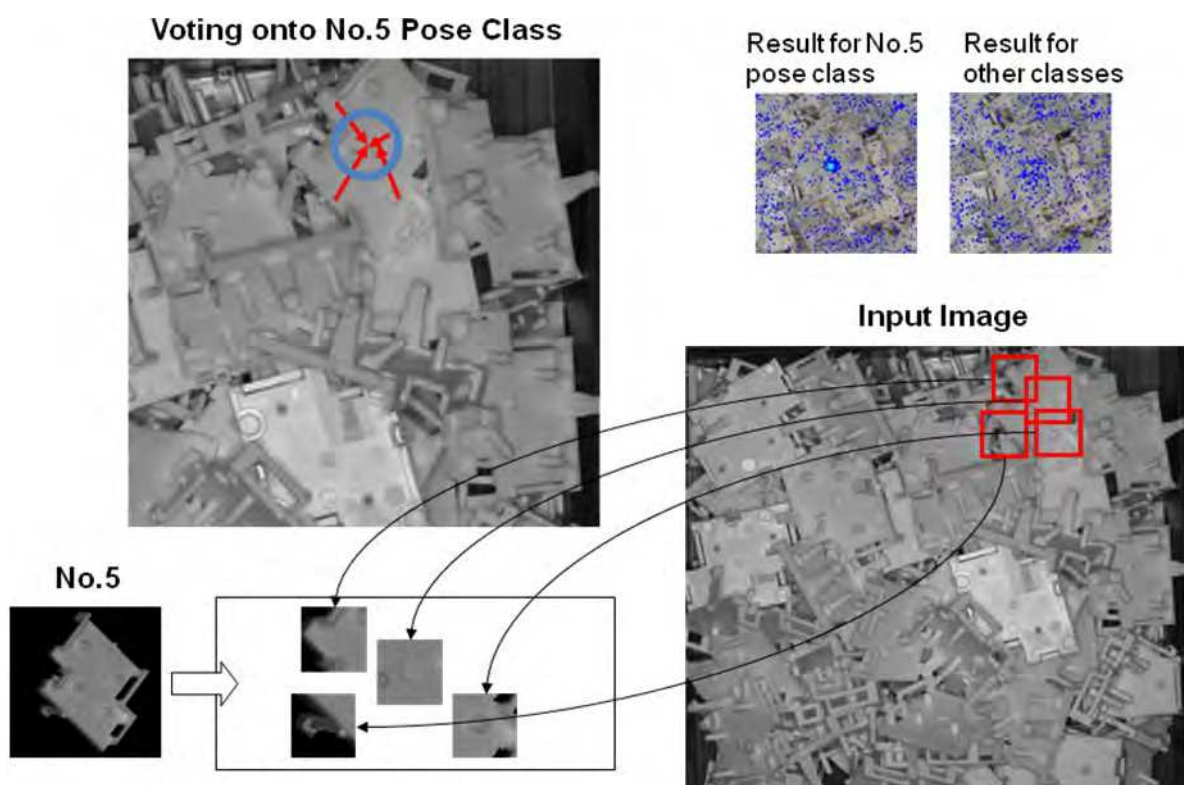 Voting onto No.5 Pose Class
Result for No.5
pose class
Result for
other classes
Input Image
No.5